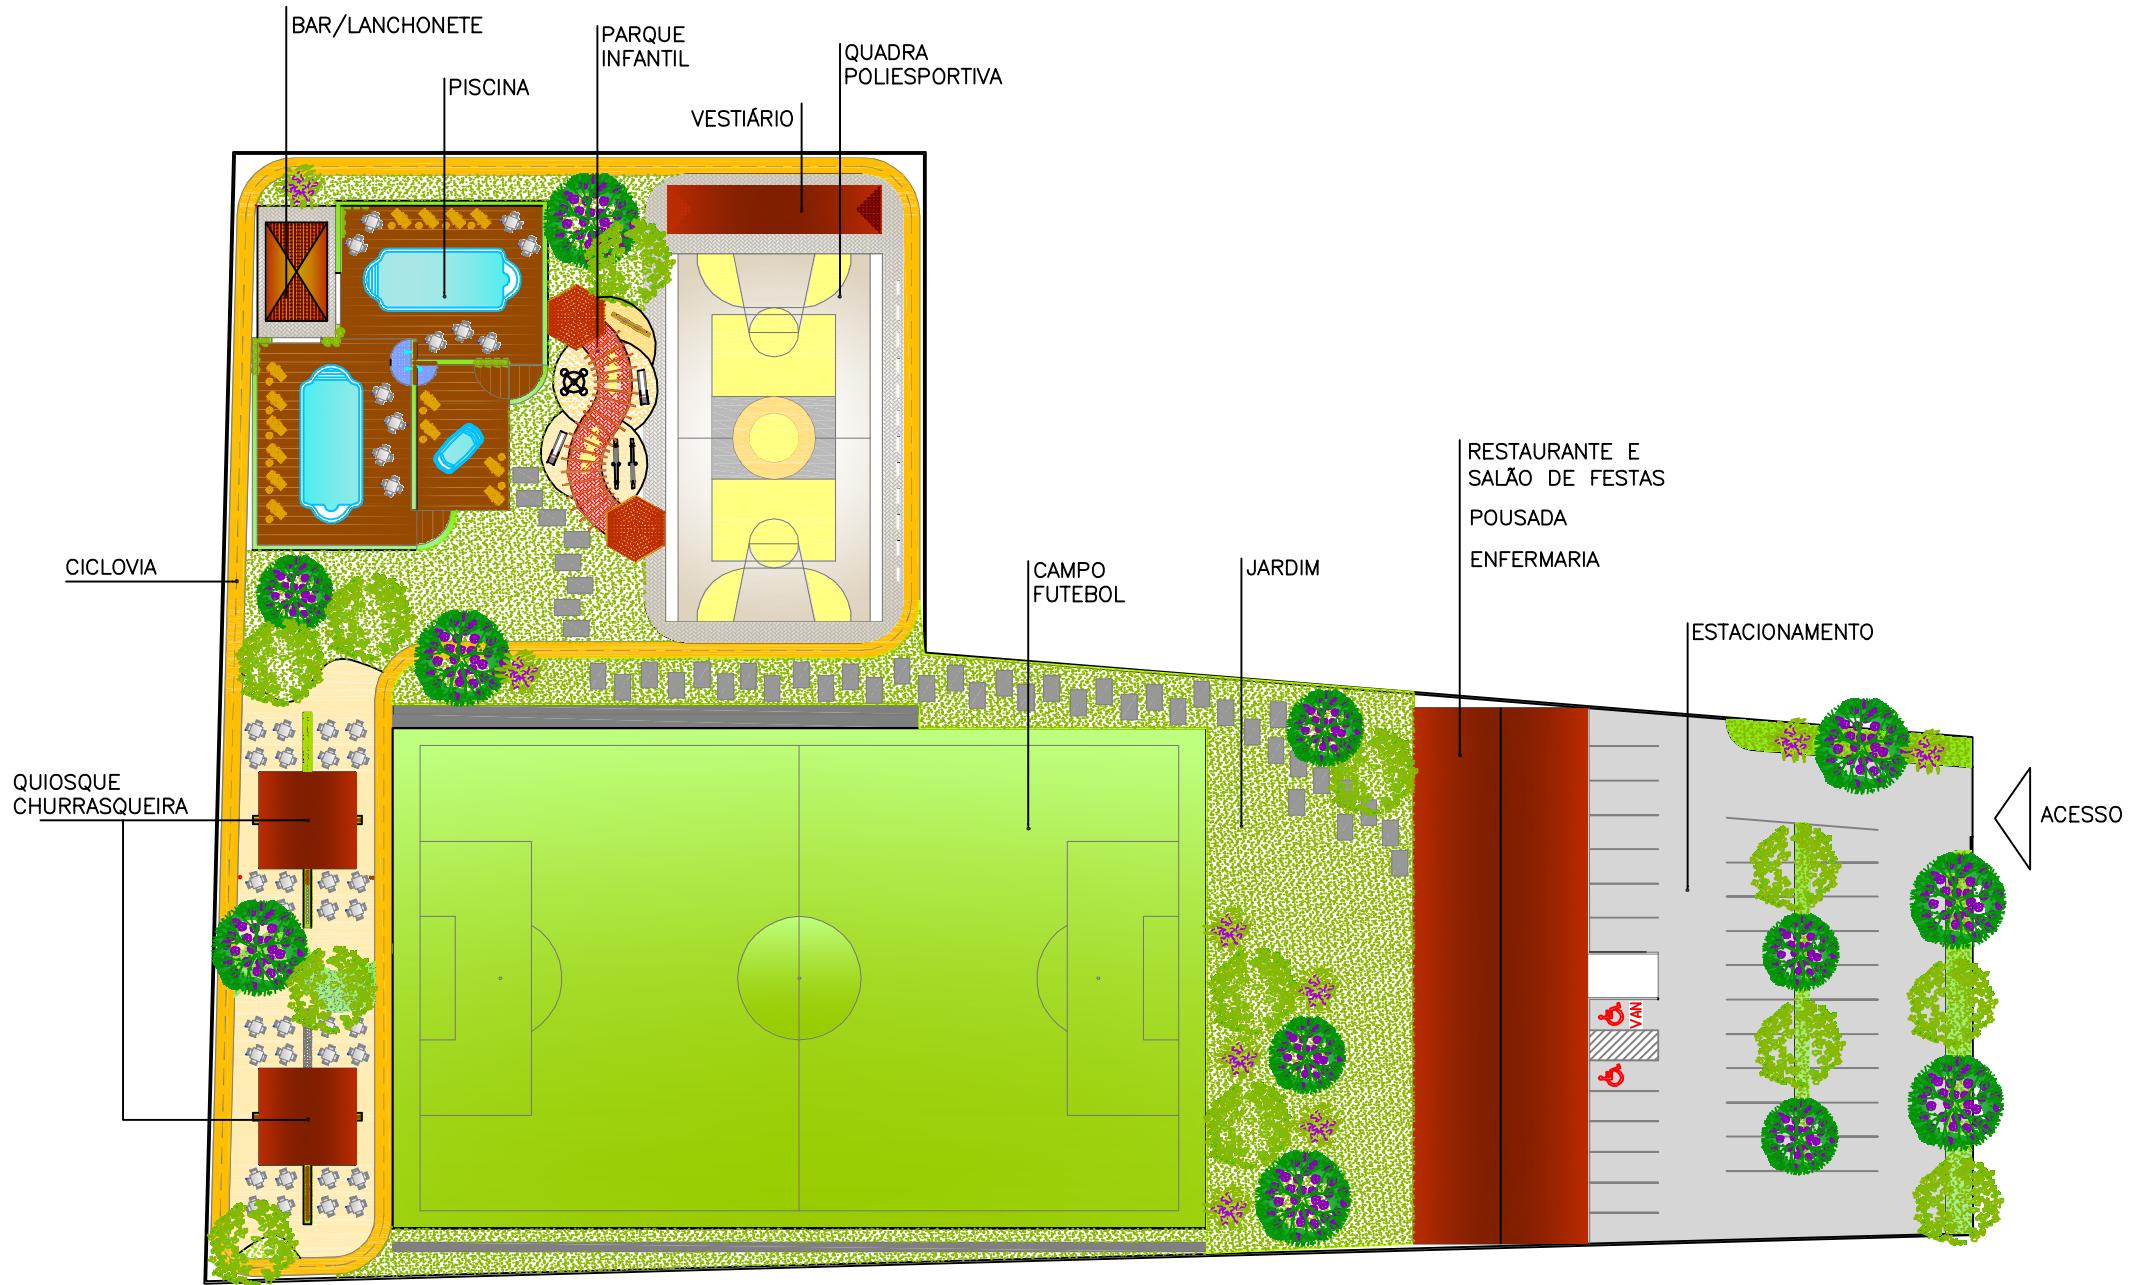 BAR/LANCHONETE
PARQUE
INFANTIL
QUADRA
POLIESPORTIVA
PISCINA
VESTIÁRIO
RESTAURANTE E
SALÃO DE FESTAS
POUSADA
ENFERMARIA
CICLOVIA
CAMPO
FUTEBOL
JARDIM
ESTACIONAMENTO
QUIOSQUE
CHURRASQUEIRA
ACESSO
VAN